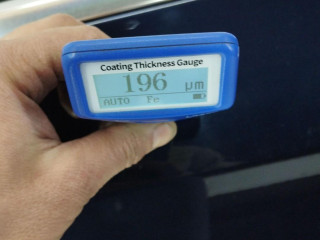 Coating Thickness Gauge
196 µm
AUTO Fe